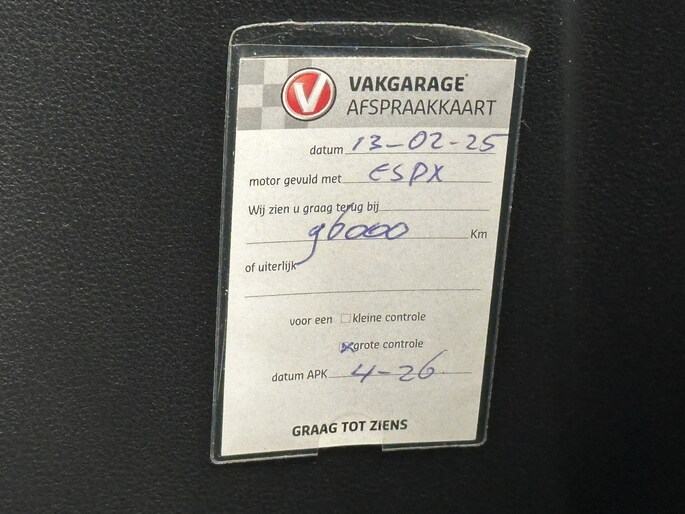 V
VAKGARAGE®
AFSPRAAKKAART
datum 13-02-25
motor gevuld met ESDX
Wij zien u graag terug bij
96000 Km
of uiterlijk
voor een ☐ kleine controle
☒ grote controle
datum APK 4-26
GRAAG TOT ZIENS